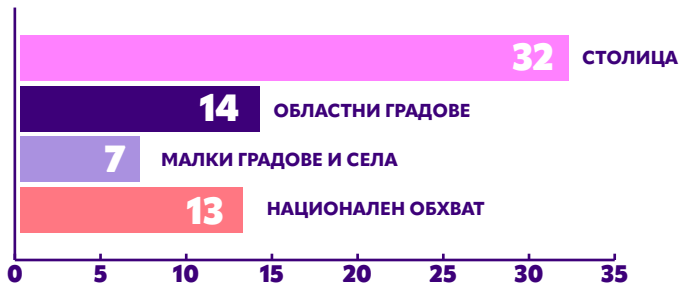 32 СТОЛИЦА
14 ОБЛАСТНИ ГРАДОВЕ
7 МАЛКИ ГРАДОВЕ И СЕЛА
13 НАЦИОНАЛЕН ОБХВАТ
0 5 10 15 20 25 30 35